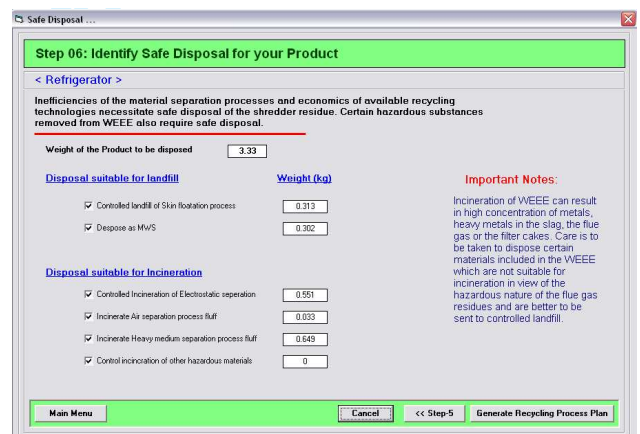 Safe Disposal ...
Step 06: Identify Safe Disposal for your Product
< Refrigerator >
Inefficiencies of the material separation processes and economics of available recycling
technologies necessitate safe disposal of the shredder residue. Certain hazardous substances
removed from WEEE also require safe disposal.
Weight of the Product to be disposed 3.33
Disposal suitable for landfill Weight (kg)
Controlled landfill of Skin floatation process 0.313
Despose as MWS 0.302
Disposal suitable for Incineration
Controlled Incineration of Electrostatic seperation 0.551
Incinerate Air separation process fluff 0.033
Incinerate Heavy medium separation process fluff 0.649
Control incincration of other hazardous materials 0
Important Notes:
Incineration of WEEE can result
in high concentration of metals,
heavy metals in the slag, the flue
gas or the filter cakes. Care is to
be taken to dispose certain
materials included in the WEEE
which are not suitable for
incineration in view of the
hazardous nature of the flue gas
residues and are better to be
sent to controlled landfill.
Main Menu Cancel << Step-5 Generate Recycling Process Plan